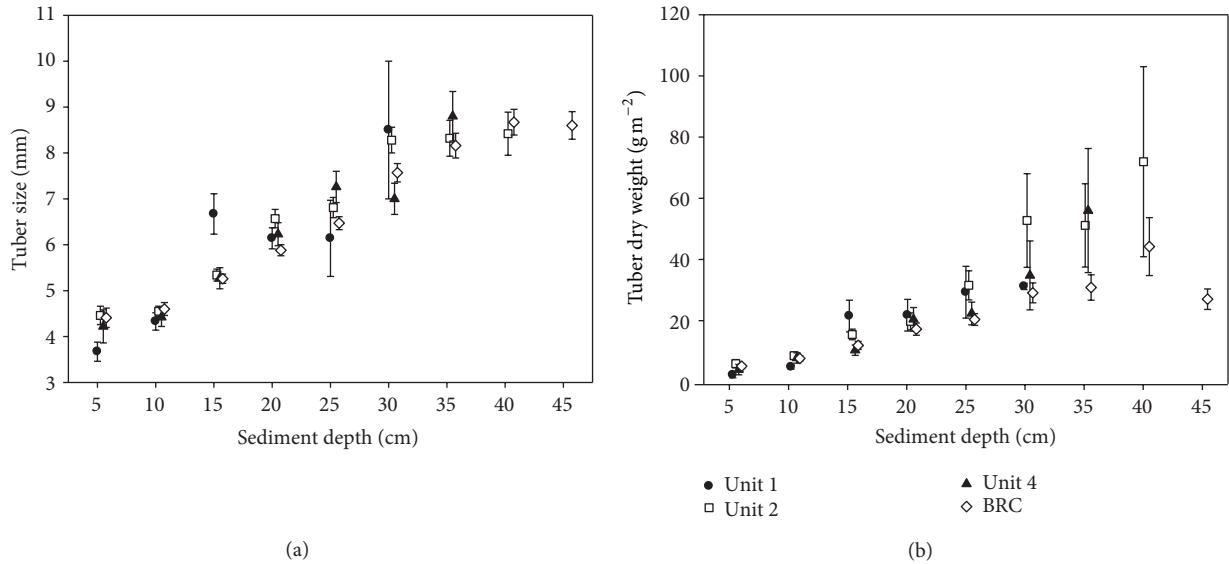 11
10
9
8
7
6
5
4
3
Tuber size (mm)
5 10 15 20 25 30 35 40 45
Sediment depth (cm)
(a)
120
100
80
60
40
20
0
Tuber dry weight (g m⁻²)
5 10 15 20 25 30 35 40 45
Sediment depth (cm)
Unit 1
Unit 2
Unit 4
BRC
(b)